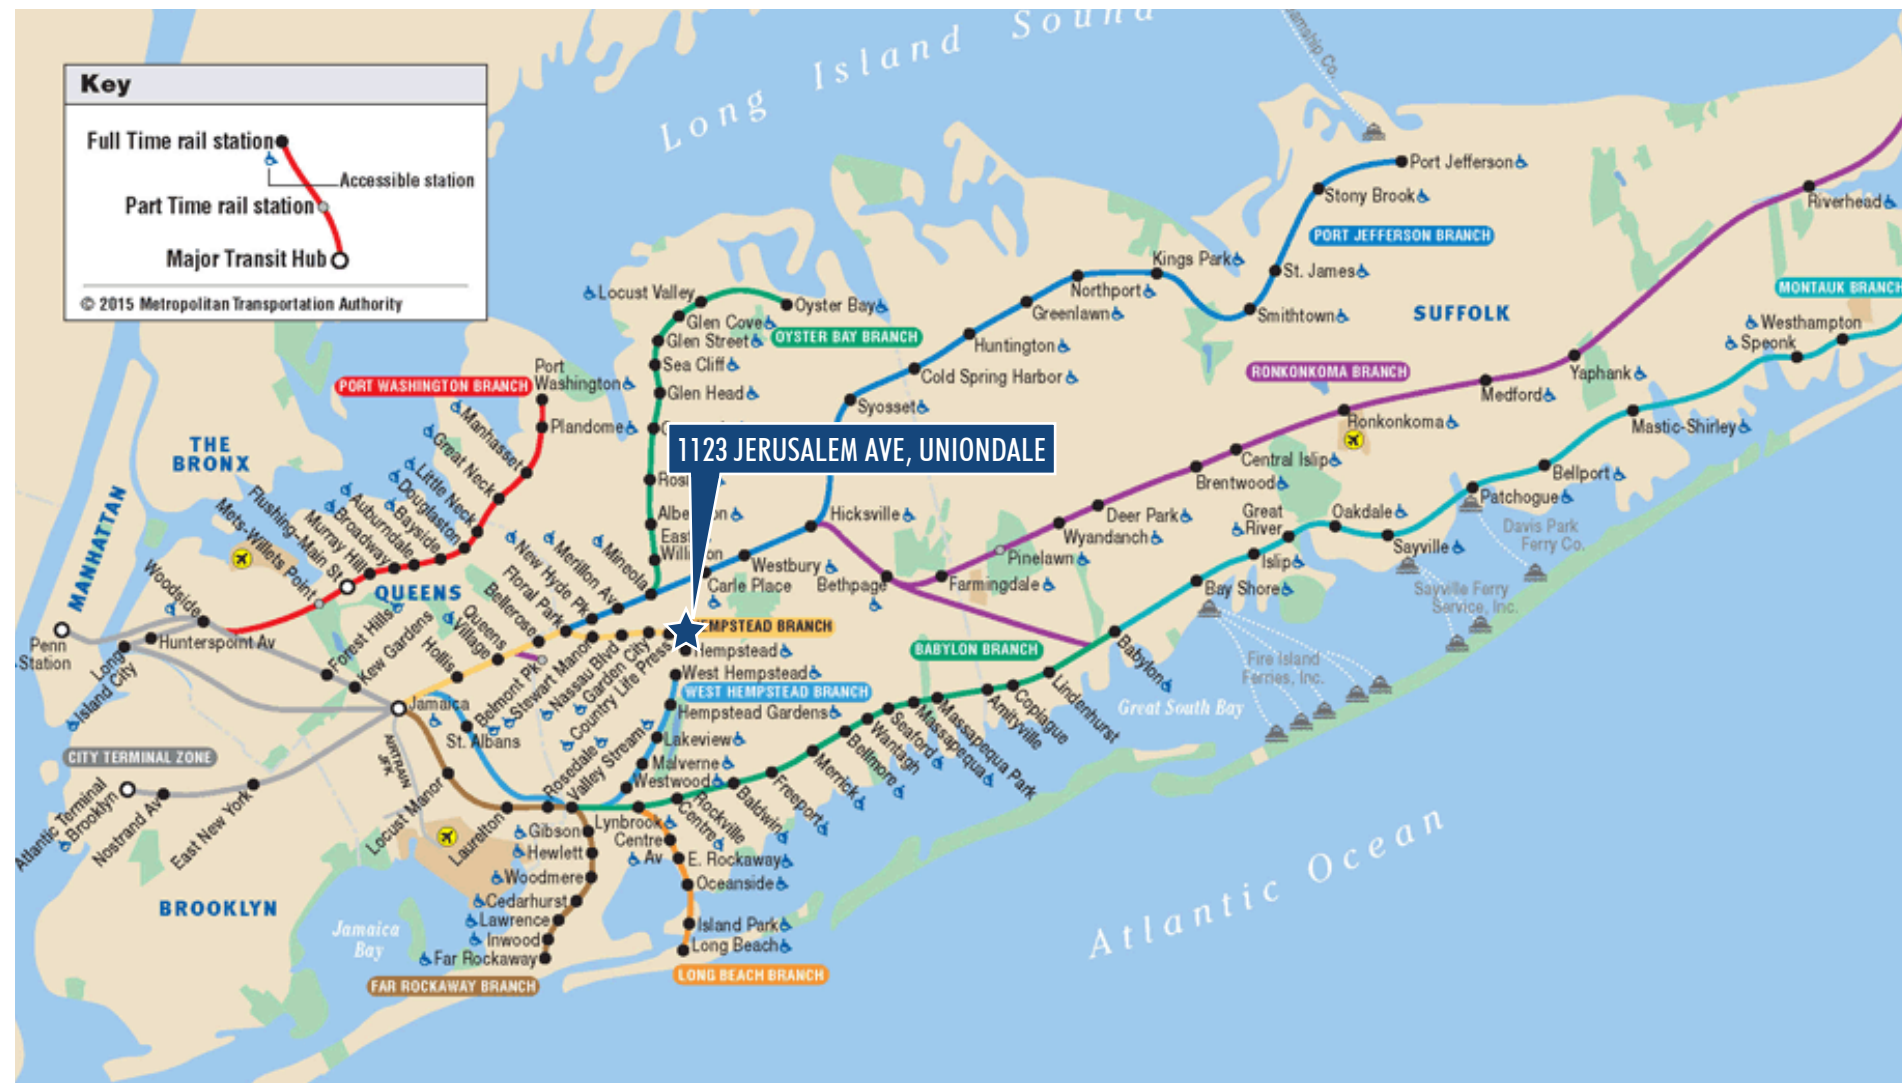 Long Island Sound
amship Co.
Key
Full Time rail station
Accessible station
Part Time rail station
Major Transit Hub
© 2015 Metropolitan Transportation Authority
Port Jefferson
Stony Brook
PORT JEFFERSON BRANCH
St. James
Kings Park
Northport
Smithtown
Greenlawn
Huntington
Cold Spring Harbor
Syosset
SUFFOLK
Riverhead
MONTAUK BRANCH
Westhampton
Speonk
RONKONKOMA BRANCH
Yaphank
Medford
Ronkonkoma
Mastic-Shirley
Central Islip
Brentwood
Bellport
Patchogue
Davis Park
Ferry Co.
Oakdale
Great
River
Sayville
Sayville Ferry
Service, Inc.
Islip
Bay Shore
Deer Park
Wyandanch
Pinelawn
Farmingdale
Bethpage
Hicksville
Locust Valley
Oyster Bay
Glen Cove
OYSTER BAY BRANCH
Glen Street
Sea Cliff
Glen Head
1123 JERUSALEM AVE, UNIONDALE
Port
Washington
PORT WASHINGTON BRANCH
Plandome
Manhasset
Great Neck
Little Neck
Douglaston
Bayside
Auburndale
Broadway
Murray Hill
Flushing–Main St
Mets–Willets Point
THE
BRONX
MANHATTAN
Woodside
QUEENS
Penn
Station
Hunterspoint Av
Long
Island City
Forest Hills
Kew Gardens
Jamaica
Hollis
Queens
Village
Bellerose
Floral Park
New Hyde Pk
Merillon Av
Mineola
Carle Place
Westbury
HEMPSTEAD BRANCH
Hempstead
Belmont Pk
Stewart Manor
Nassau Blvd
Garden City
Country Life Press
West Hempstead
WEST HEMPSTEAD BRANCH
Hempstead Gardens
Lakeview
Malverne
Westwood
St. Albans
AIRTRAIN
JFK
CITY TERMINAL ZONE
Atlantic Terminal
Brooklyn
Nostrand Av
East New York
Locust Manor
Laurelton
Rosedale
Valley Stream
Lynbrook
Centre
Av
E. Rockaway
Oceanside
Island Park
Long Beach
LONG BEACH BRANCH
Gibson
Hewlett
Woodmere
Cedarhurst
Lawrence
Inwood
Far Rockaway
FAR ROCKAWAY BRANCH
BROOKLYN
Jamaica
Bay
Rockville
Centre
Baldwin
Freeport
Merrick
Bellmore
Wantagh
Seaford
Massapequa
Massapequa Park
Amityville
Copiague
Lindenhurst
Babylon
BABYLON BRANCH
Great South Bay
Fire Island
Ferries, Inc.
Atlantic Ocean